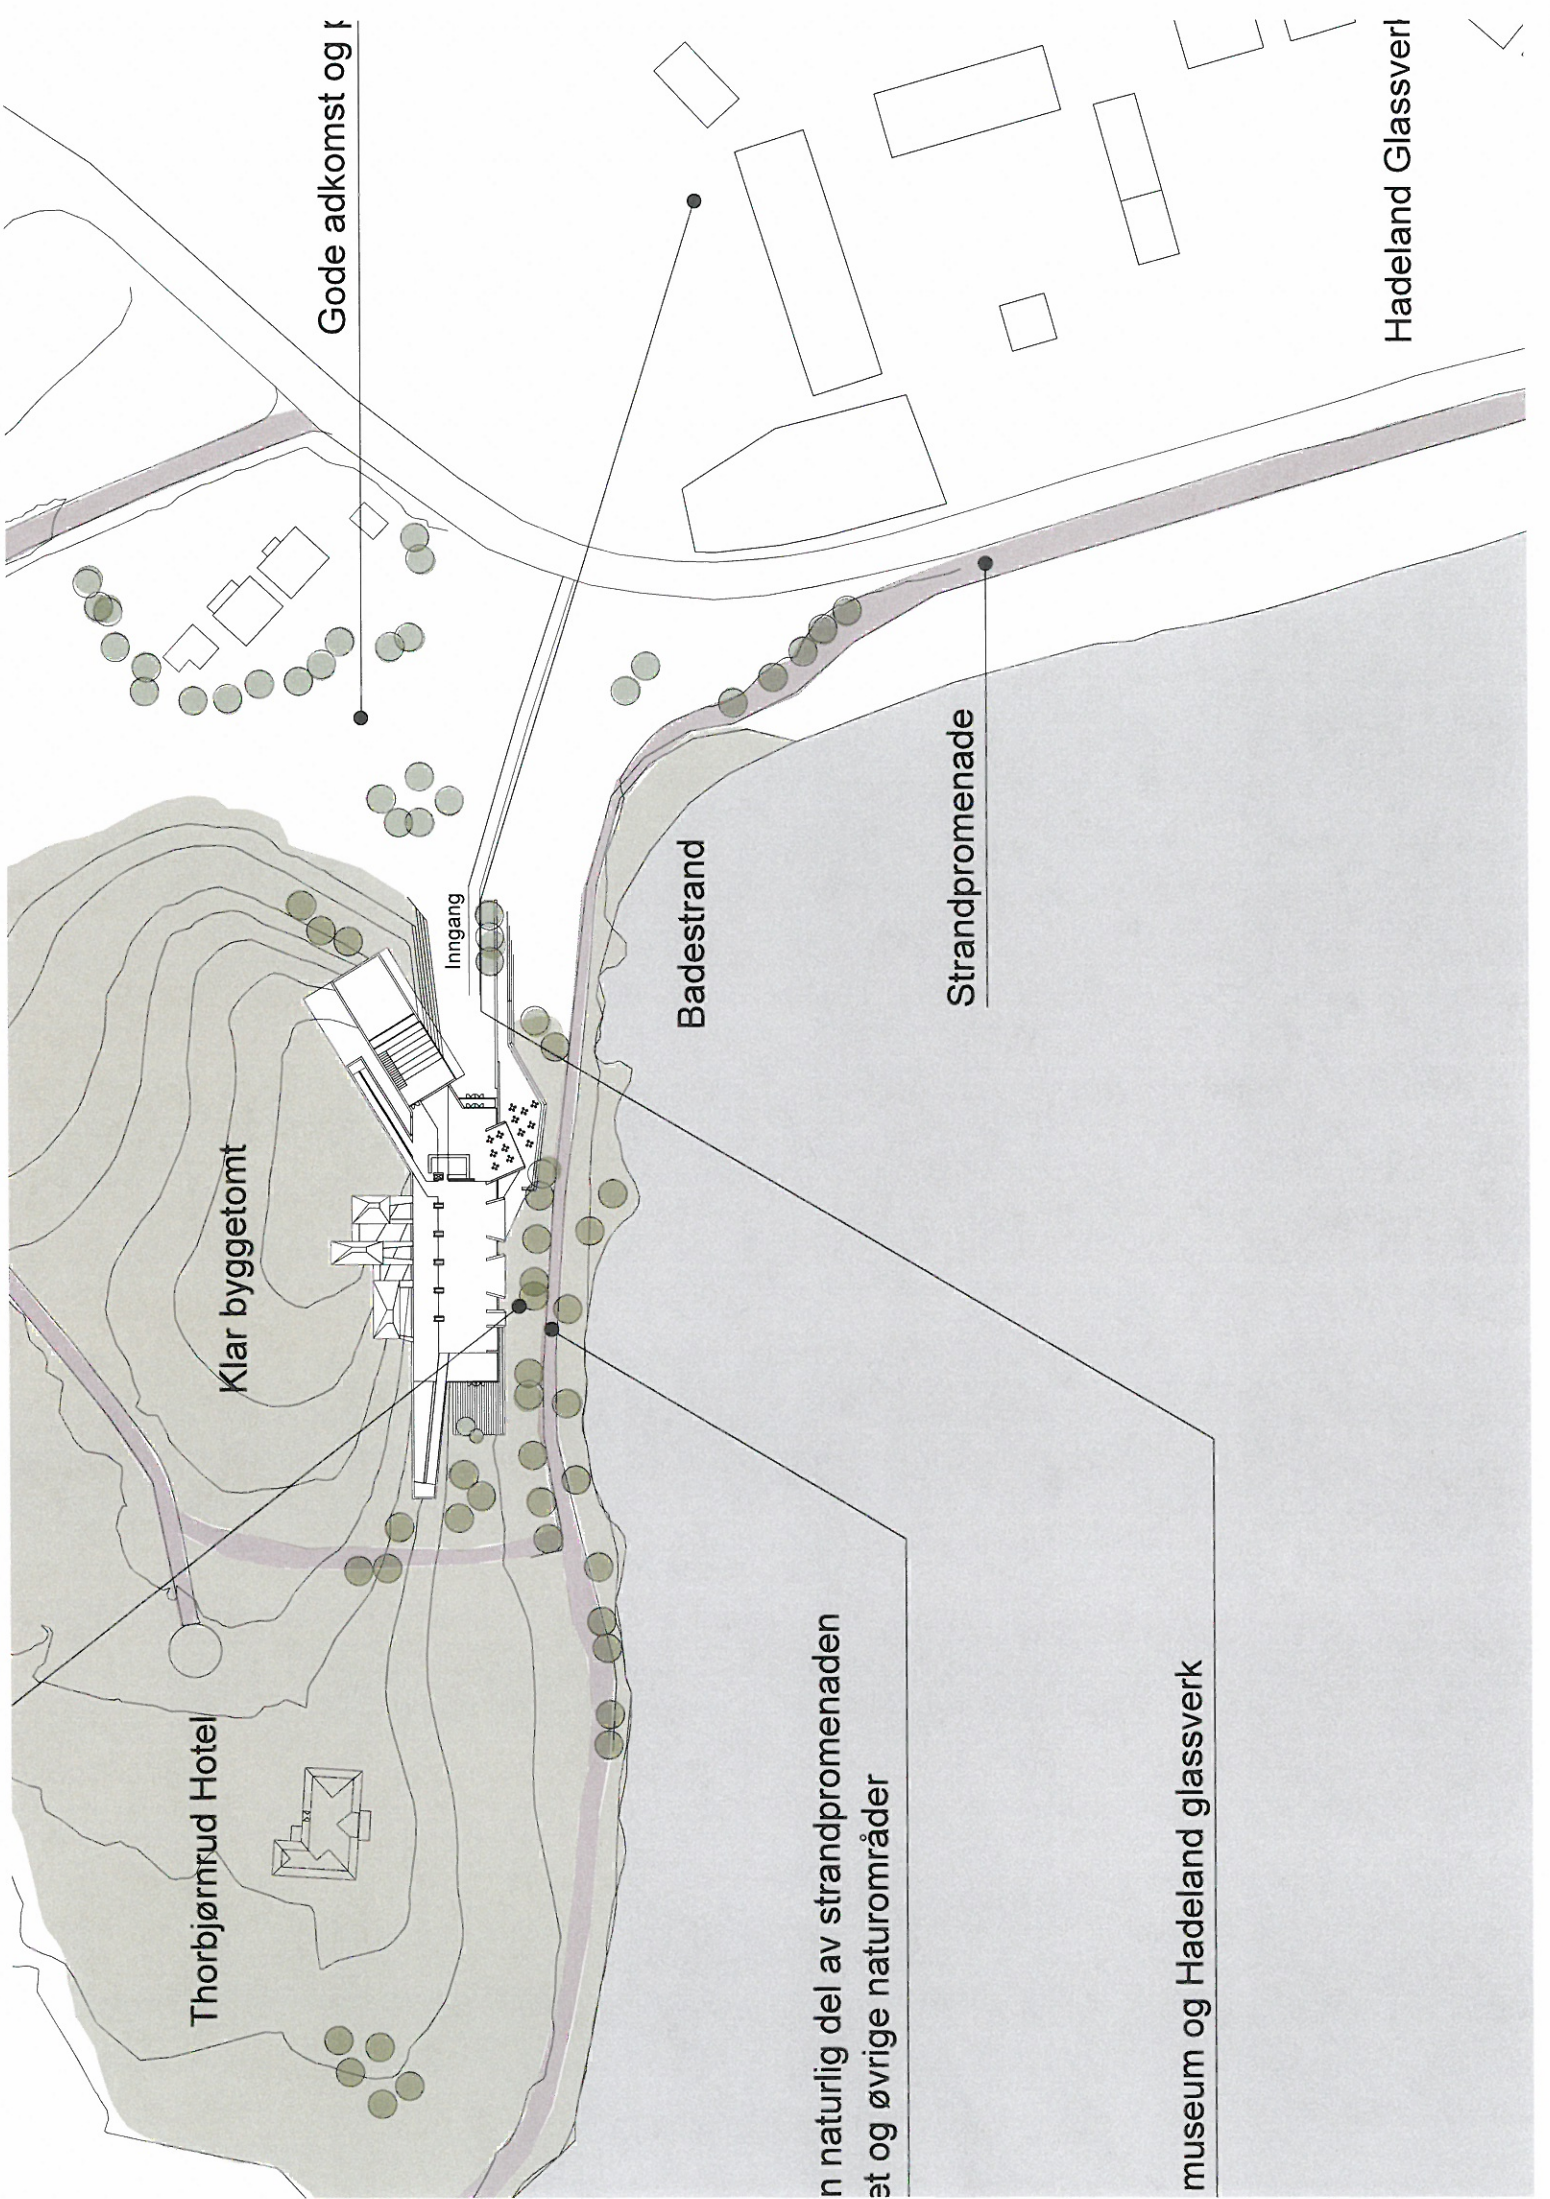 Thorbjørnrud Hotel
Klar byggetomt
Gode adkomst og p
Inngang
Badestrand
n naturlig del av strandpromenaden
et og øvrige naturområder
Strandpromenade
museum og Hadeland glassverk
Hadeland Glassverk